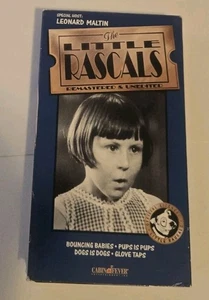 SPECIAL GUEST:
LEONARD MALTIN
The
LITTLE
RASCALS
REMASTERED & UNEDITED
BOUNCING BABIES • PUPS IS PUPS
DOGS IS DOGS • GLOVE TAPS
CABIN FEVER